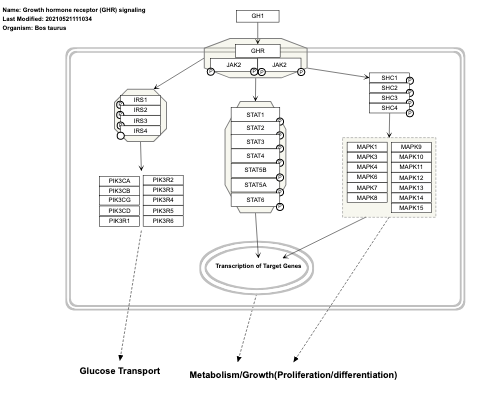 Name: Growth hormone receptor (GHR) signaling
Last Modified: 20210521111034
Organism: Bos taurus
GH1
GHR
JAK2 JAK2
P P P
SHC1 P
SHC2 P
SHC3 P
SHC4 P
IRS1 P
IRS2 P
IRS3 P
IRS4
STAT1 P
STAT2 P
STAT3 P
STAT4 P
STAT5B P
STAT5A P
STAT6 P
MAPK1 MAPK9
MAPK3 MAPK10
MAPK4 MAPK11
MAPK6 MAPK12
MAPK7 MAPK13
MAPK8 MAPK14
MAPK15
PIK3CA PIK3R2
PIK3CB PIK3R3
PIK3CG PIK3R4
PIK3CD PIK3R5
PIK3R1 PIK3R6
Transcription of Target Genes
Glucose Transport
Metabolism/Growth(Proliferation/differentiation)